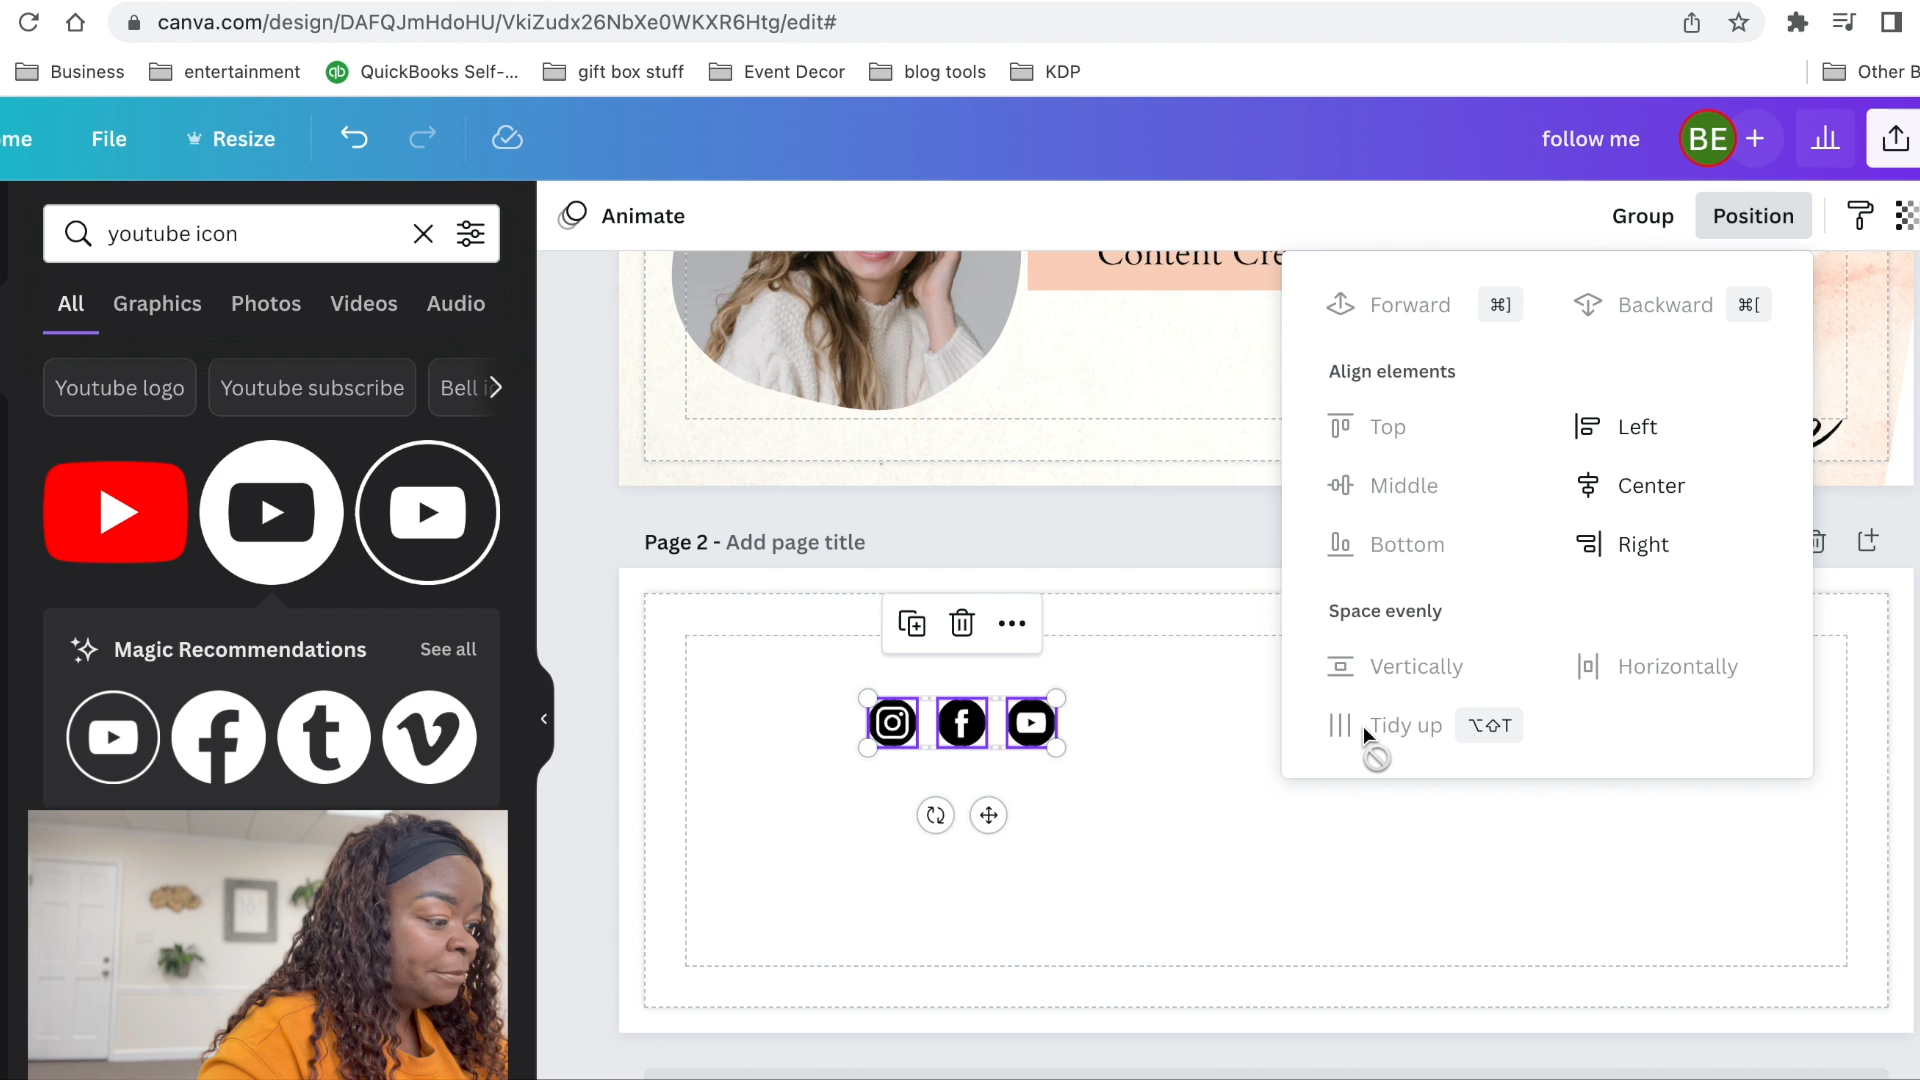 canva.com/design/DAFQJmHdoHU/VkiZudx26NbXe0WKXR6Htg/edit#
Business entertainment qb QuickBooks Self-... gift box stuff Event Decor blog tools KDP Other B
me File Resize follow me BE +
youtube icon Animate Group Position
All Graphics Photos Videos Audio
Content Cre
Forward ⌘] Backward ⌘[
Align elements
Youtube logo Youtube subscribe Bell i
Top Left
Middle Center
Bottom Right
Page 2 - Add page title
Space evenly
Magic Recommendations See all
Vertically Horizontally
Tidy up ⌥⇧T